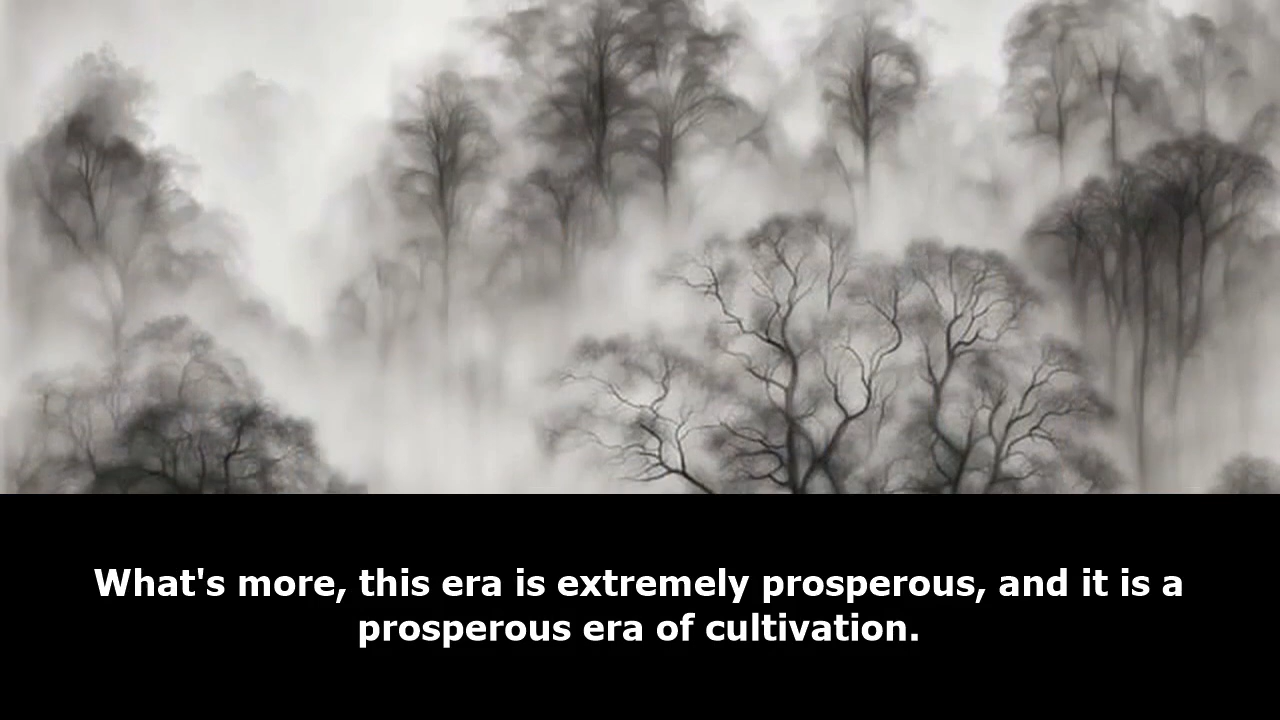 What's more, this era is extremely prosperous, and it is a
prosperous era of cultivation.